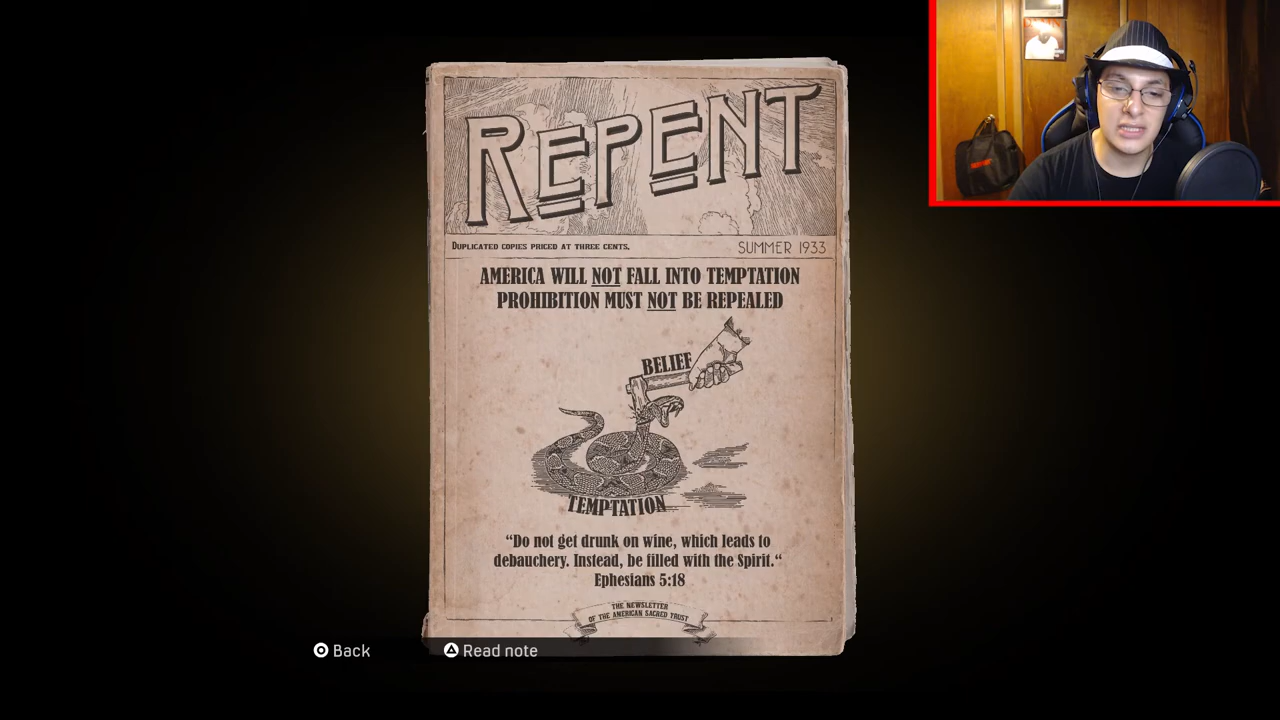 REPENT
DUPLICATED COPIES PRICED AT THREE CENTS.
SUMMER 1933
AMERICA WILL NOT FALL INTO TEMPTATION
PROHIBITION MUST NOT BE REPEALED
BELIEF
TEMPTATION
“Do not get drunk on wine, which leads to
debauchery. Instead, be filled with the Spirit.“
Ephesians 5:18
THE NEWSLETTER
OF THE AMERICAN SACRED TRUST
Back
Read note